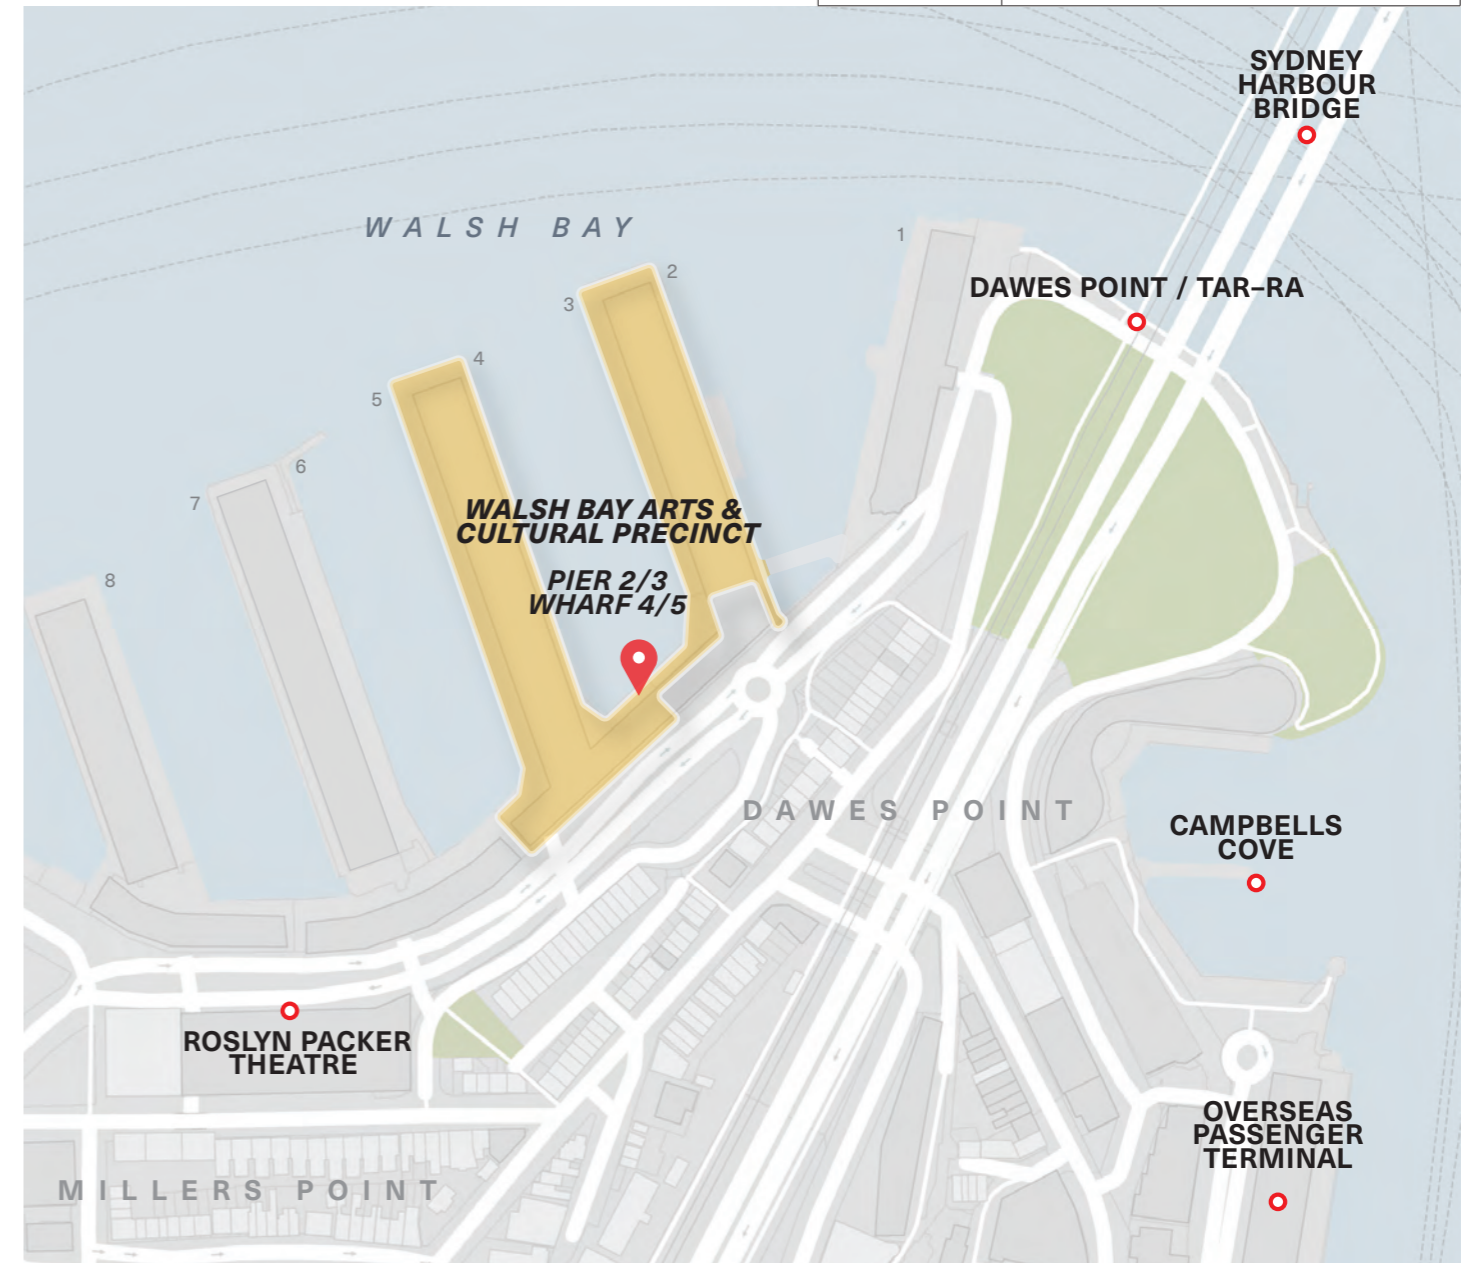 SYDNEY
HARBOUR
BRIDGE
WALSH BAY
1
2
3
DAWES POINT / TAR–RA
4
5
6
7
8
WALSH BAY ARTS &
CULTURAL PRECINCT
PIER 2/3
WHARF 4/5
DAWES POINT
CAMPBELLS
COVE
ROSLYN PACKER
THEATRE
OVERSEAS
PASSENGER
TERMINAL
MILLERS POINT